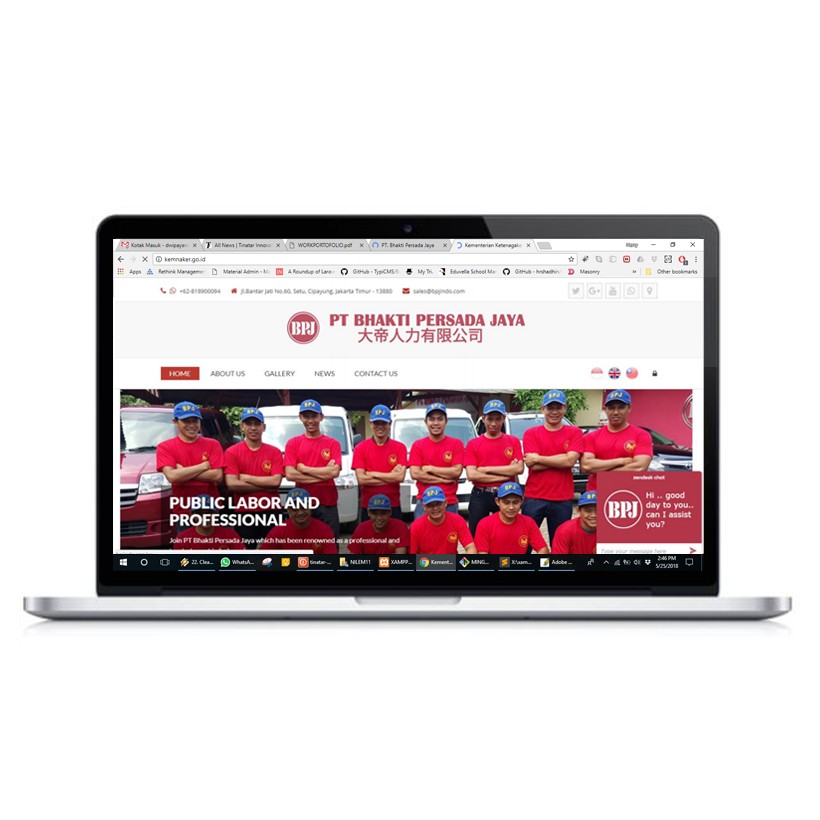 Kotak Masuk - dwipayan
All News | Tinatar Innova
WORKPORTOFOLIO.pdf
PT. Bhakti Persada Jaya
Kementerian Ketenagake
kemnaker.go.id
Apps
Rethink Managemen
Material Admin - M
A Roundup of Lara
GitHub - TypiCMS/
My Tri
Eduvella School Ma
GitHub - hrshadhin
Masonry
»
Other bookmarks
+62-818900094
Jl.Bantar Jati No.60, Setu, Cipayung, Jakarta Timur - 13880
sales@bpjindo.com
BPJ
PT BHAKTI PERSADA JAYA
大帝人力有限公司
HOME
ABOUT US
GALLERY
NEWS
CONTACT US
PUBLIC LABOR AND
PROFESSIONAL
Join PT Bhakti Persada Jaya which has been renowned as a professional and
zendesk chat
BPJ
Hi .. good
day to you..
can I assist
you?
Type your message here
22. Clea...
WhatsA...
tinatar-...
NILEM11
XAMPP...
Kement...
MING...
X:\xam...
Adobe ...
2:46 PM
5/25/2018